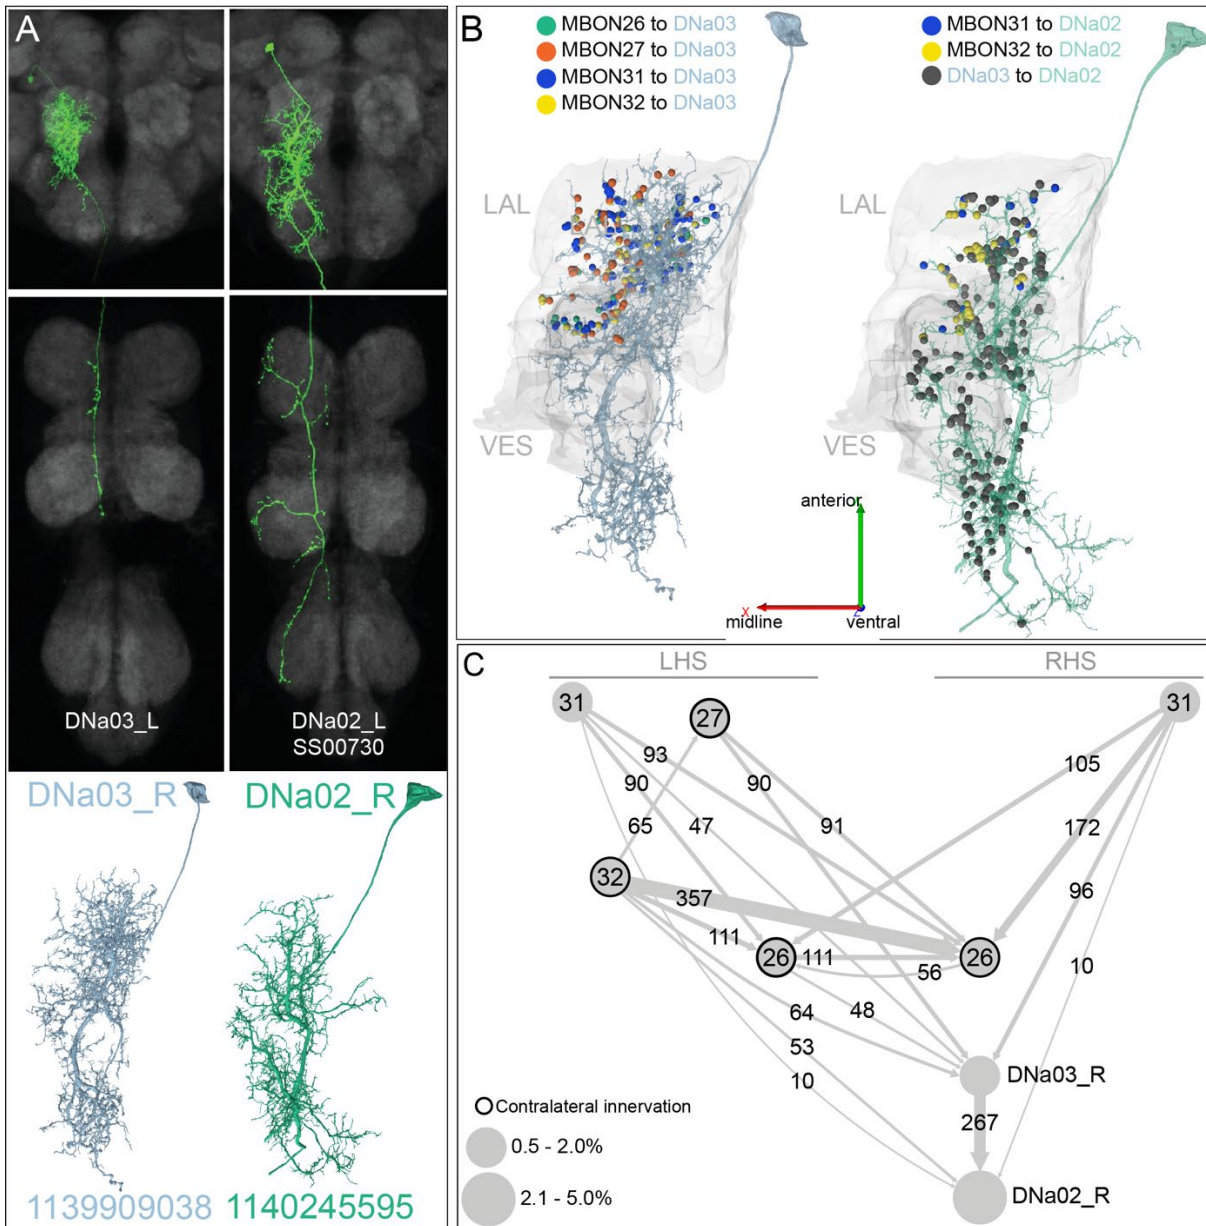 A
DNa03_L
DNa02_L
SS00730
DNa03_R
DNa02_R
1139909038
1140245595
B
MBON26 to DNa03
MBON27 to DNa03
MBON31 to DNa03
MBON32 to DNa03
MBON31 to DNa02
MBON32 to DNa02
DNa03 to DNa02
LAL
LAL
VES
VES
anterior
X
Z
midline
ventral
C
LHS
RHS
31
27
31
93
90
90
105
65
47
91
172
32
357
96
111
26
111
26
56
10
64
48
53
10
DNa03_R
267
Contralateral innervation
0.5 - 2.0%
2.1 - 5.0%
DNa02_R